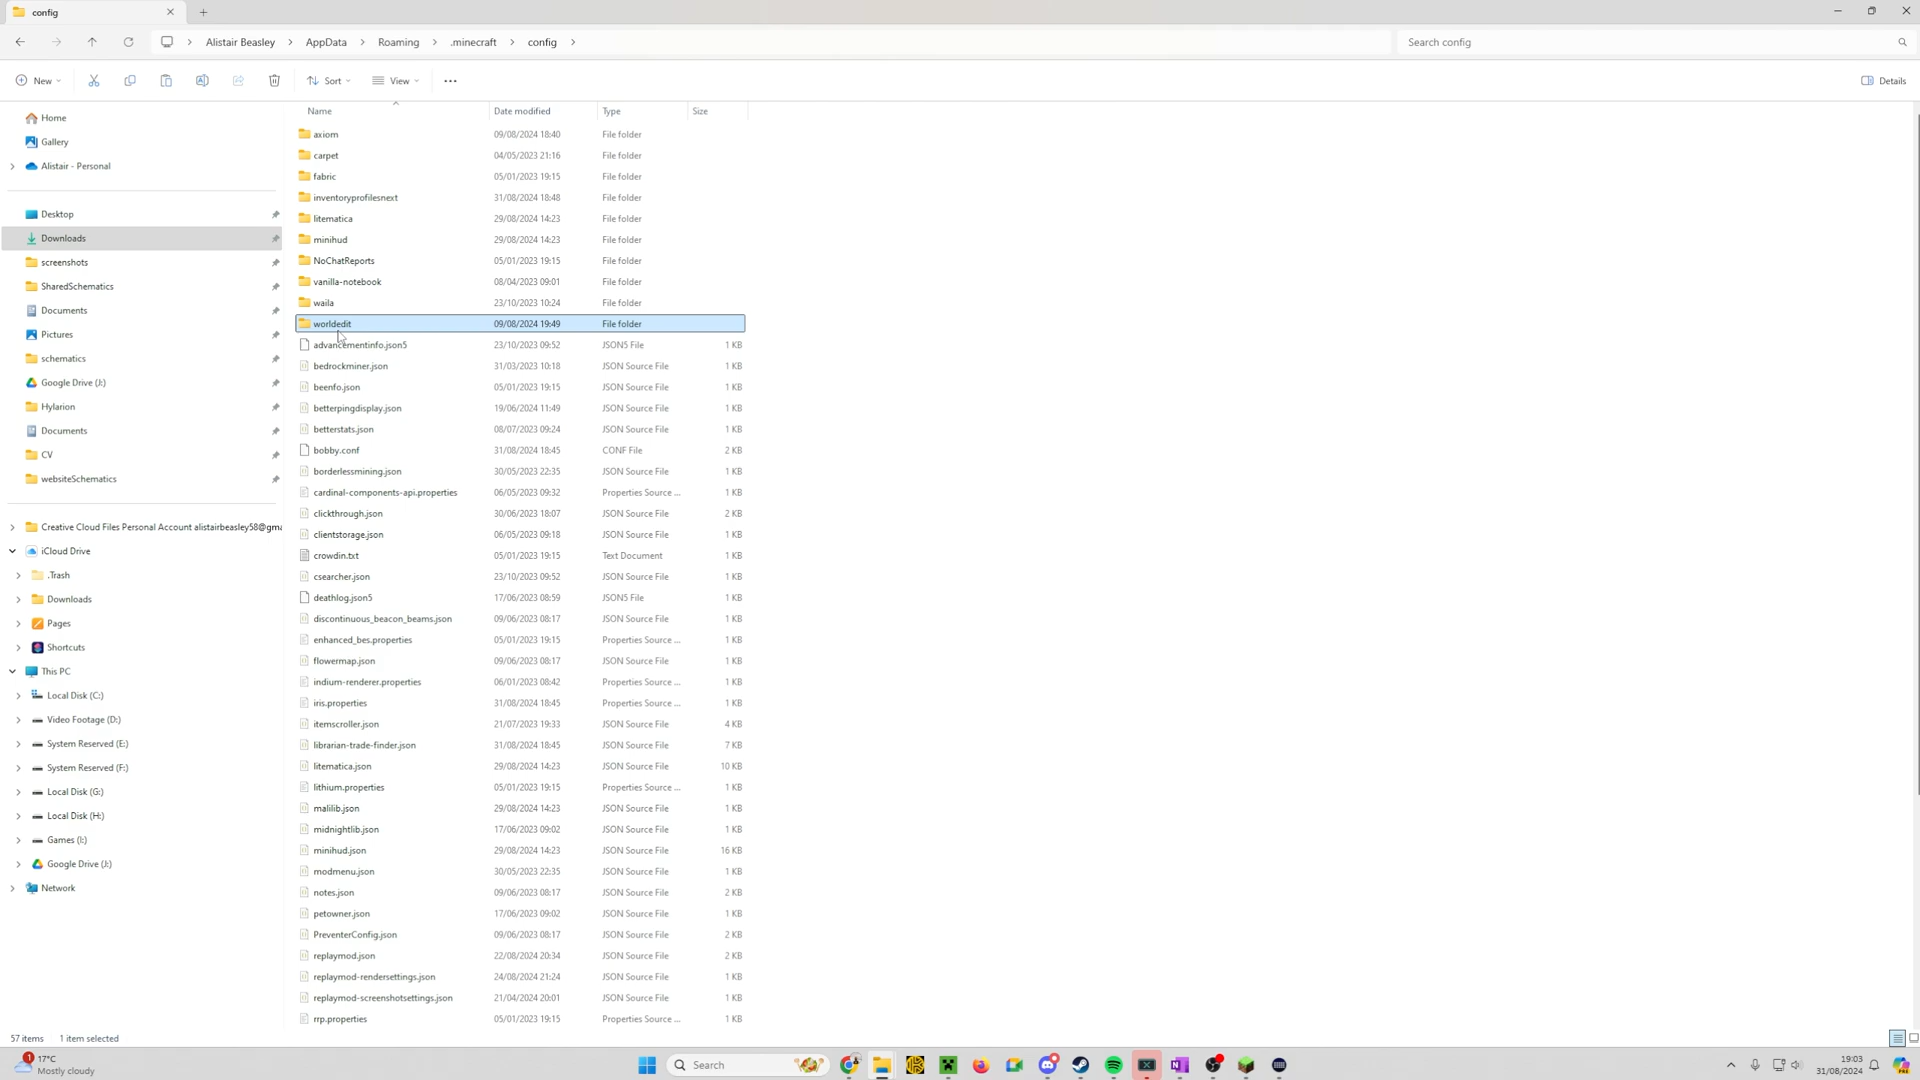 config
Alistair Beasley
AppData
Roaming
.minecraft
config
Search config
New
Sort
View
Details
Home
Gallery
Alistair - Personal
Desktop
Downloads
screenshots
SharedSchematics
Documents
Pictures
schematics
Google Drive (J:)
Hylarion
Documents
CV
websiteSchematics
Creative Cloud Files Personal Account alistairbeasley58@gma
iCloud Drive
.Trash
Downloads
Pages
Shortcuts
This PC
Local Disk (C:)
Video Footage (D:)
System Reserved (E:)
System Reserved (F:)
Local Disk (G:)
Local Disk (H:)
Games (I:)
Google Drive (J:)
Network
Name Date modified Type Size
axiom 09/08/2024 18:40 File folder
carpet 04/05/2023 21:16 File folder
fabric 05/01/2023 19:15 File folder
inventoryprofilesnext 31/08/2024 18:48 File folder
litematica 29/08/2024 14:23 File folder
minihud 29/08/2024 14:23 File folder
NoChatReports 05/01/2023 19:15 File folder
vanilla-notebook 08/04/2023 09:01 File folder
waila 23/10/2023 10:24 File folder
worldedit 09/08/2024 19:49 File folder
advancementinfo.json5 23/10/2023 09:52 JSON5 File 1 KB
bedrockminer.json 31/03/2023 10:18 JSON Source File 1 KB
beenfo.json 05/01/2023 19:15 JSON Source File 1 KB
betterpingdisplay.json 19/06/2024 11:49 JSON Source File 1 KB
betterstats.json 08/07/2023 09:24 JSON Source File 1 KB
bobby.conf 31/08/2024 18:45 CONF File 2 KB
borderlessmining.json 30/05/2023 22:35 JSON Source File 1 KB
cardinal-components-api.properties 06/05/2023 09:32 Properties Source ... 1 KB
clickthrough.json 30/06/2023 18:07 JSON Source File 2 KB
clientstorage.json 06/05/2023 09:18 JSON Source File 1 KB
crowdin.txt 05/01/2023 19:15 Text Document 1 KB
csearcher.json 23/10/2023 09:52 JSON Source File 1 KB
deathlog.json5 17/06/2023 08:59 JSON5 File 1 KB
discontinuous_beacon_beams.json 09/06/2023 08:17 JSON Source File 1 KB
enhanced_bes.properties 05/01/2023 19:15 Properties Source ... 1 KB
flowermap.json 09/06/2023 08:17 JSON Source File 1 KB
indium-renderer.properties 06/01/2023 08:42 Properties Source ... 1 KB
iris.properties 31/08/2024 18:45 Properties Source ... 1 KB
itemscroller.json 21/07/2023 19:33 JSON Source File 4 KB
librarian-trade-finder.json 31/08/2024 18:45 JSON Source File 7 KB
litematica.json 29/08/2024 14:23 JSON Source File 10 KB
lithium.properties 05/01/2023 19:15 Properties Source ... 1 KB
malilib.json 29/08/2024 14:23 JSON Source File 1 KB
midnightlib.json 17/06/2023 09:02 JSON Source File 1 KB
minihud.json 29/08/2024 14:23 JSON Source File 16 KB
modmenu.json 30/05/2023 22:35 JSON Source File 1 KB
notes.json 09/06/2023 08:17 JSON Source File 2 KB
petowner.json 17/06/2023 09:02 JSON Source File 1 KB
PreventerConfig.json 09/06/2023 08:17 JSON Source File 2 KB
replaymod.json 22/08/2024 20:34 JSON Source File 2 KB
replaymod-rendersettings.json 24/08/2024 21:24 JSON Source File 1 KB
replaymod-screenshotsettings.json 21/04/2024 20:01 JSON Source File 1 KB
rrp.properties 05/01/2023 19:15 Properties Source ... 1 KB
57 items 1 item selected
1
17°C
Mostly cloudy
Search
19:03
31/08/2024
PRE